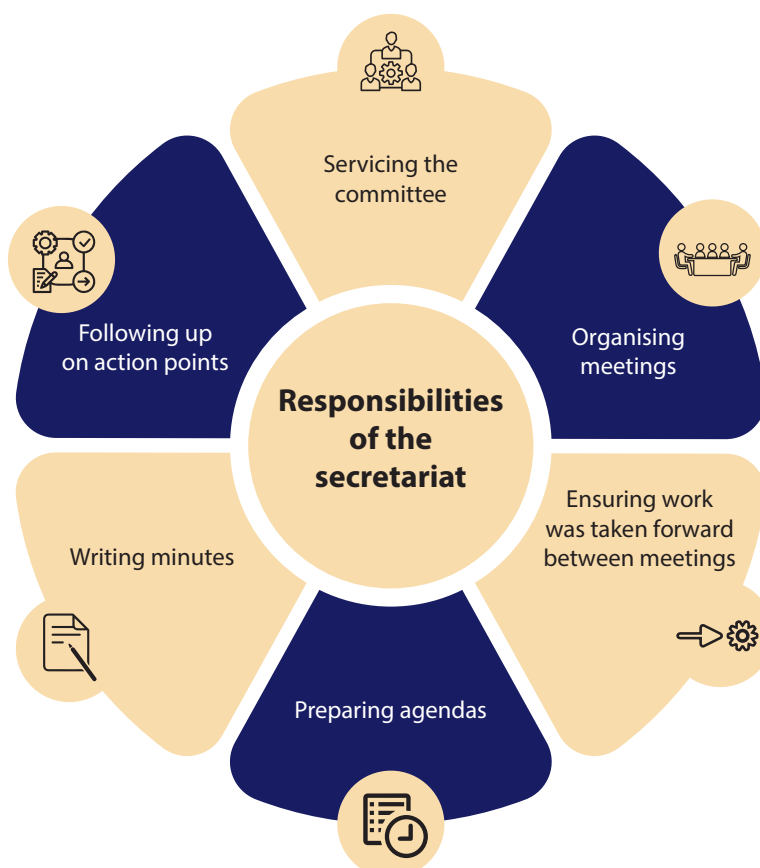 Servicing the
committee
Organising
meetings
Ensuring work
was taken forward
between meetings
Preparing agendas
Writing minutes
Following up
on action points
Responsibilities
of the
secretariat